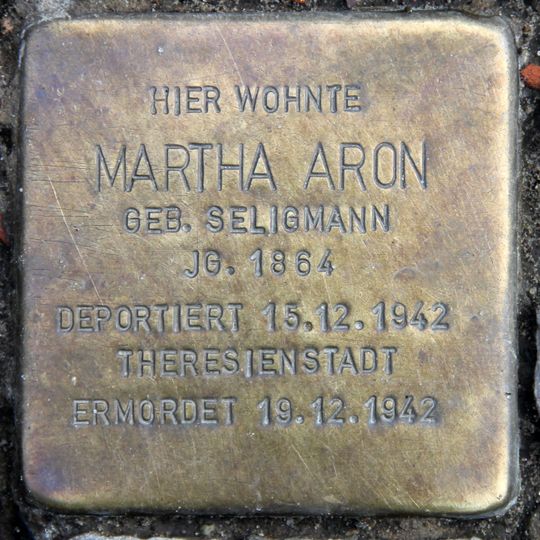 HIER WOHNTE
MARTHA ARON
GEB. SELIGMANN
JG. 1864
DEPORTIERT 15.12.1942
THERESIENSTADT
ERMORDET 19.12.1942